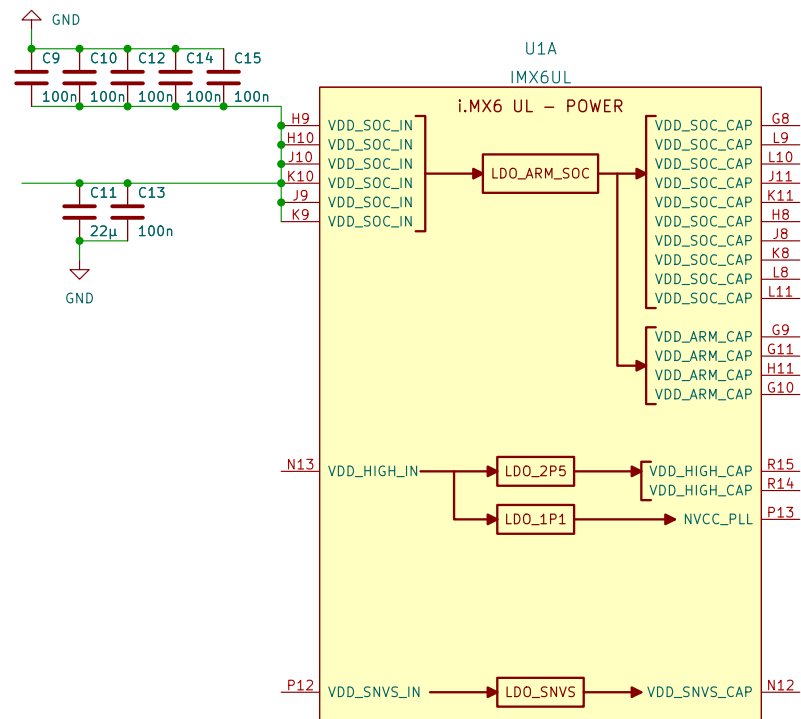 GND
C9 C10 C12 C14 C15
100n 100n 100n 100n 100n
C11 C13
22µ 100n
GND
U1A
IMX6UL
i.MX6 UL – POWER
H9 VDD_SOC_IN
H10 VDD_SOC_IN
J10 VDD_SOC_IN
K10 VDD_SOC_IN
J9 VDD_SOC_IN
K9 VDD_SOC_IN
LDO_ARM_SOC
VDD_SOC_CAP G8
VDD_SOC_CAP L9
VDD_SOC_CAP L10
VDD_SOC_CAP J11
VDD_SOC_CAP K11
VDD_SOC_CAP H8
VDD_SOC_CAP J8
VDD_SOC_CAP K8
VDD_SOC_CAP L8
VDD_SOC_CAP L11
VDD_ARM_CAP G9
VDD_ARM_CAP G11
VDD_ARM_CAP H11
VDD_ARM_CAP G10
N13 VDD_HIGH_IN LDO_2P5 VDD_HIGH_CAP R15
VDD_HIGH_CAP R14
LDO_1P1 NVCC_PLL P13
P12 VDD_SNVS_IN LDO_SNVS VDD_SNVS_CAP N12